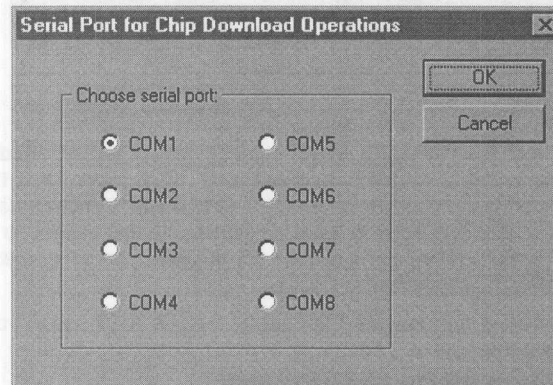 Serial Port for Chip Download Operations
OK
Cancel
Choose serial port:
COM1 COM5
COM2 COM6
COM3 COM7
COM4 COM8